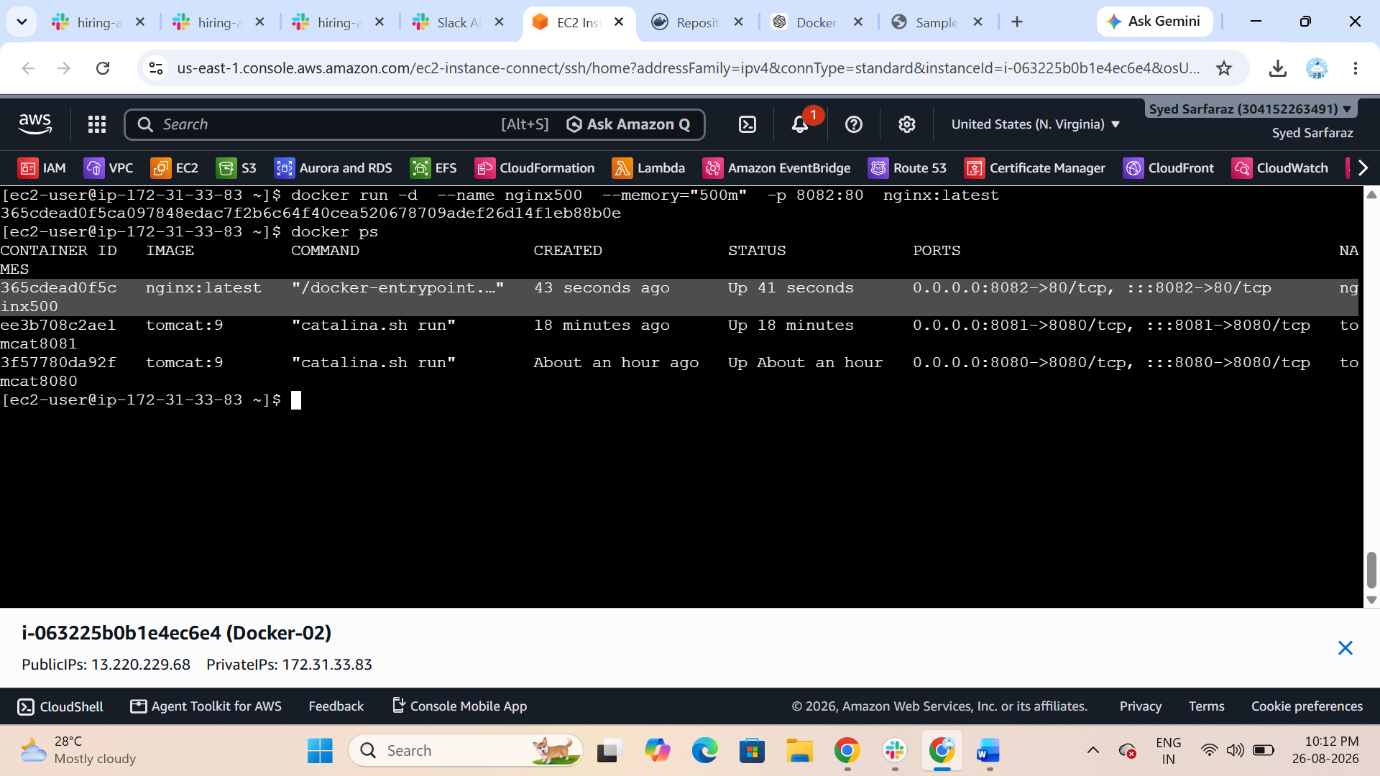 hiring-a
hiring-a
hiring-a
Slack A
EC2 Ins
Reposit
Docker
Sample
Ask Gemini
us-east-1.console.aws.amazon.com/ec2-instance-connect/ssh/home?addressFamily=ipv4&connType=standard&instanceId=i-063225b0b1e4ec6e4&osU...
aws
Search
[Alt+S]
Ask Amazon Q
1
United States (N. Virginia)
Syed Sarfaraz (304152263491)
Syed Sarfaraz
IAM
VPC
EC2
S3
Aurora and RDS
EFS
CloudFormation
Lambda
Amazon EventBridge
Route 53
Certificate Manager
CloudFront
CloudWatch
[ec2-user@ip-172-31-33-83 ~]$ docker run -d  --name nginx500  --memory="500m"  -p 8082:80  nginx:latest
365cdead0f5ca097848edac7f2b6c64f40cea520678709adef26d14f1eb88b0e
[ec2-user@ip-172-31-33-83 ~]$ docker ps
CONTAINER ID   IMAGE          COMMAND                  CREATED             STATUS             PORTS                                       NA
MES
365cdead0f5c   nginx:latest   "/docker-entrypoint.…"   43 seconds ago      Up 41 seconds      0.0.0.0:8082->80/tcp, :::8082->80/tcp       ng
inx500
ee3b708c2ae1   tomcat:9       "catalina.sh run"        18 minutes ago      Up 18 minutes      0.0.0.0:8081->8080/tcp, :::8081->8080/tcp   to
mcat8081
3f57780da92f   tomcat:9       "catalina.sh run"        About an hour ago   Up About an hour   0.0.0.0:8080->8080/tcp, :::8080->8080/tcp   to
mcat8080
[ec2-user@ip-172-31-33-83 ~]$
i-063225b0b1e4ec6e4 (Docker-02)
PublicIPs: 13.220.229.68   PrivateIPs: 172.31.33.83
CloudShell
Agent Toolkit for AWS
Feedback
Console Mobile App
© 2026, Amazon Web Services, Inc. or its affiliates.
Privacy
Terms
Cookie preferences
28°C
Mostly cloudy
Search
ENG
IN
10:12 PM
26-08-2026